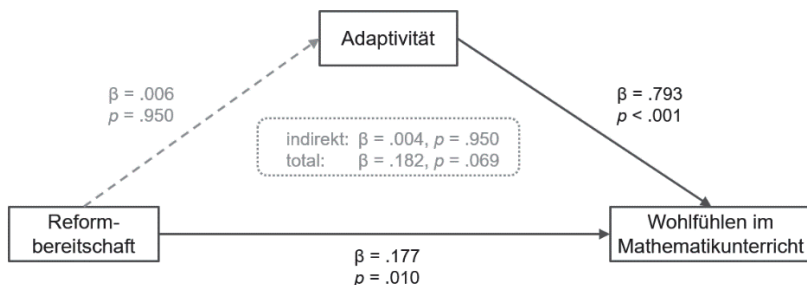 Adaptivität
β = .006
p = .950
β = .793
p < .001
indirekt: β = .004, p = .950
total: β = .182, p = .069
Reform-
bereitschaft
Wohlfühlen im
Mathematikunterricht
β = .177
p = .010